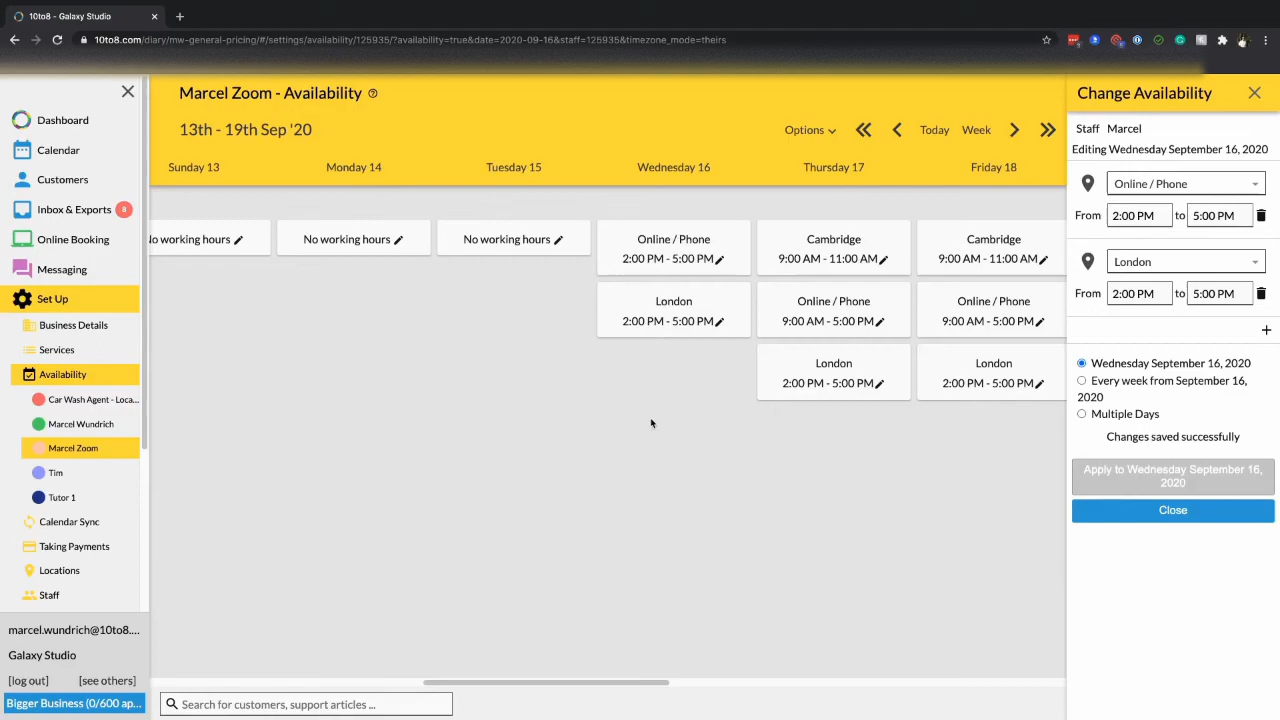 10to8 - Galaxy Studio
10to8.com/diary/mw-general-pricing/#/settings/availability/125935/?availability=true&date=2020-09-16&staff=125935&timezone_mode=theirs
Dashboard
Calendar
Customers
Inbox & Exports 8
Online Booking
Messaging
Set Up
Business Details
Services
Availability
Car Wash Agent - Loca...
Marcel Wundrich
Marcel Zoom
Tim
Tutor 1
Calendar Sync
Taking Payments
Locations
Staff
marcel.wundrich@10to8....
Galaxy Studio
[log out] [see others]
Bigger Business (0/600 ap...
Marcel Zoom - Availability
13th - 19th Sep '20
Options Today Week
Sunday 13 Monday 14 Tuesday 15 Wednesday 16 Thursday 17 Friday 18
No working hours
No working hours
No working hours
Online / Phone
2:00 PM - 5:00 PM
London
2:00 PM - 5:00 PM
Cambridge
9:00 AM - 11:00 AM
Online / Phone
9:00 AM - 5:00 PM
London
2:00 PM - 5:00 PM
Cambridge
9:00 AM - 11:00 AM
Online / Phone
9:00 AM - 5:00 PM
London
2:00 PM - 5:00 PM
Search for customers, support articles ...
Change Availability
Staff Marcel
Editing Wednesday September 16, 2020
Online / Phone
From 2:00 PM to 5:00 PM
London
From 2:00 PM to 5:00 PM
Wednesday September 16, 2020
Every week from September 16,
2020
Multiple Days
Changes saved successfully
Apply to Wednesday September 16,
2020
Close